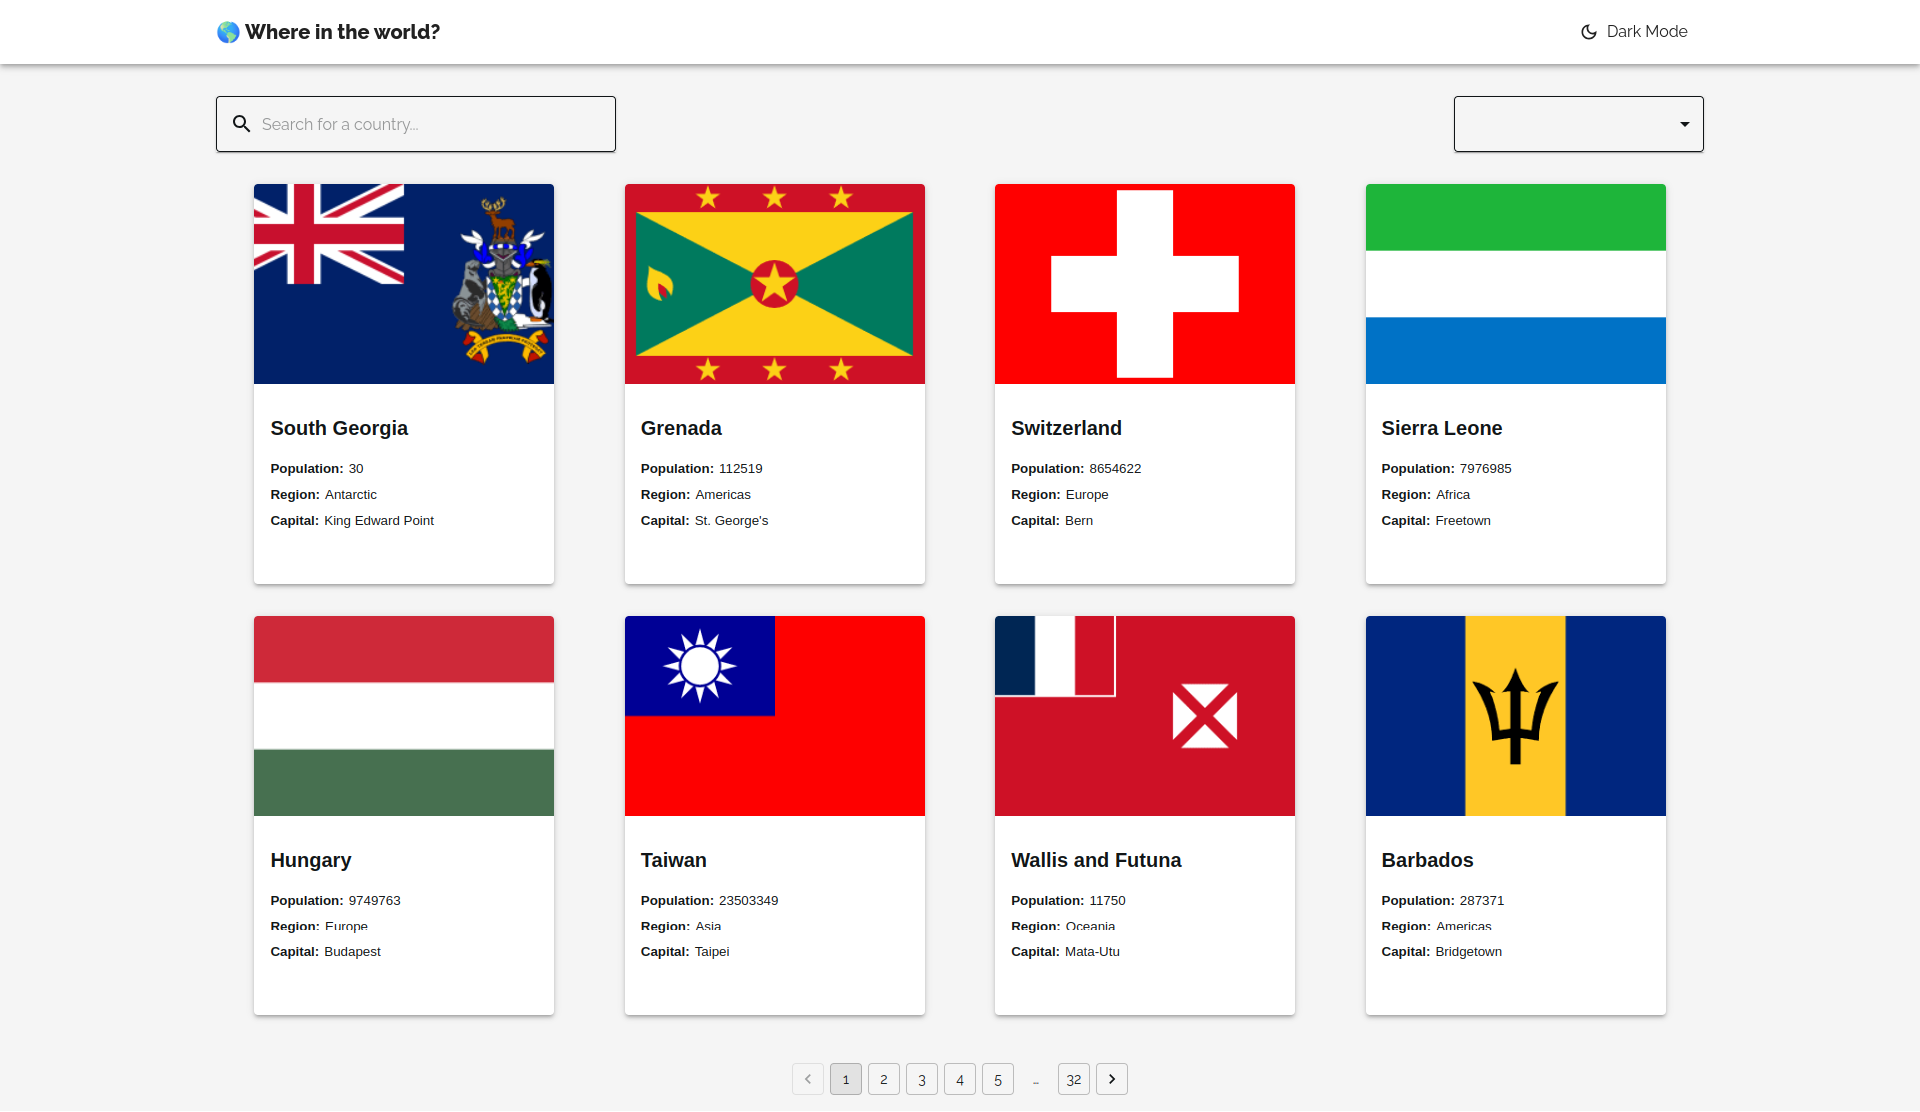 Where in the world?
Dark Mode
Search for a country...
South Georgia
Population: 30
Region: Antarctic
Capital: King Edward Point
Grenada
Population: 112519
Region: Americas
Capital: St. George's
Switzerland
Population: 8654622
Region: Europe
Capital: Bern
Sierra Leone
Population: 7976985
Region: Africa
Capital: Freetown
Hungary
Population: 9749763
Region: Europe
Capital: Budapest
Taiwan
Population: 23503349
Region: Asia
Capital: Taipei
Wallis and Futuna
Population: 11750
Region: Oceania
Capital: Mata-Utu
Barbados
Population: 287371
Region: Americas
Capital: Bridgetown
1 2 3 4 5 … 32